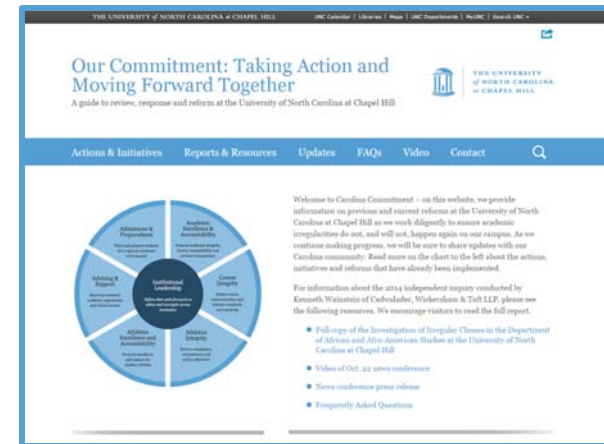 THE UNIVERSITY of NORTH CAROLINA at CHAPEL HILL
UNC Calendar | Libraries | Maps | UNC Departments | MyUNC | Search UNC
Our Commitment: Taking Action and
Moving Forward Together
A guide to review, response and reform at the University of North Carolina at Chapel Hill
THE UNIVERSITY
of NORTH CAROLINA
at CHAPEL HILL
Actions & Initiatives Reports & Resources Updates FAQs Video Contact
Admissions &
Preparedness
Academic
Excellence &
Accountability
Advising &
Support
Institutional
Leadership
Course
Integrity
Athletics
Excellence and
Accountability
Athletics
Integrity
Welcome to Carolina Commitment – on this website, we provide
information on previous and current reforms at the University of North
Carolina at Chapel Hill as we work diligently to ensure academic
irregularities do not, and will not, happen again on our campus. As we
continue making progress, we will be sure to share updates with our
Carolina community. Read more on the chart to the left about the actions,
initiatives and reforms that have already been implemented.
For information about the 2014 independent inquiry conducted by
Kenneth Wainstein of Cadwalader, Wickersham & Taft LLP, please see
the following resources. We encourage visitors to read the full report.
Full copy of the Investigation of Irregular Classes in the Department
of African and Afro-American Studies at the University of North
Carolina at Chapel Hill
Video of Oct. 22 news conference
News conference press release
Frequently Asked Questions